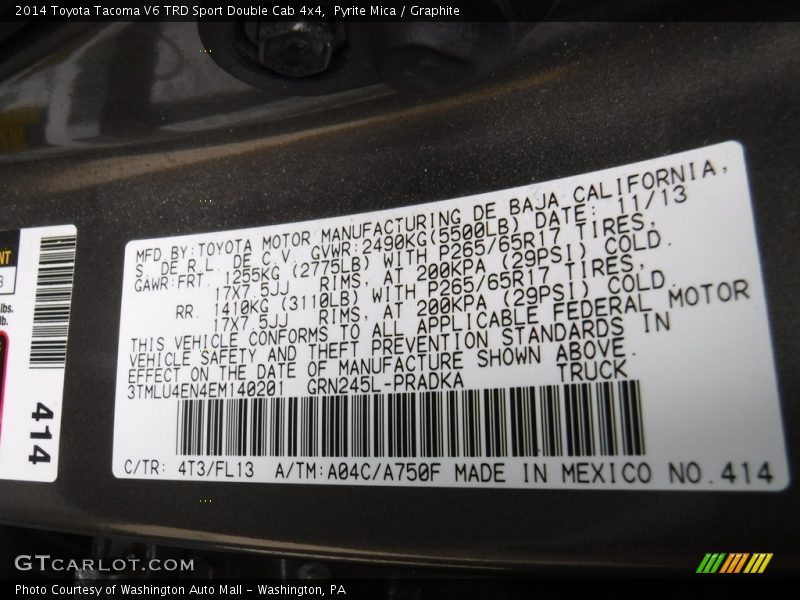 2014 Toyota Tacoma V6 TRD Sport Double Cab 4x4, Pyrite Mica / Graphite
MFD BY:TOYOTA MOTOR MANUFACTURING DE BAJA CALIFORNIA,
S. DE R.L. DE C.V. GVWR:2490KG(5500LB) DATE: 11/13
GAWR:FRT. 1255KG (2775LB) WITH P265/65R17 TIRES,
17X7.5JJ RIMS, AT 200KPA (29PSI) COLD.
RR. 1410KG (3110LB) WITH P265/65R17 TIRES,
17X7.5JJ RIMS, AT 200KPA (29PSI) COLD.
THIS VEHICLE CONFORMS TO ALL APPLICABLE FEDERAL MOTOR
VEHICLE SAFETY AND THEFT PREVENTION STANDARDS IN
EFFECT ON THE DATE OF MANUFACTURE SHOWN ABOVE.
3TMLU4EN4EM140201 GRN245L-PRADKA TRUCK
C/TR: 4T3/FL13 A/TM:A04C/A750F MADE IN MEXICO NO.414
NT
lbs.
lb.
414
GTCARLOT.COM
Photo Courtesy of Washington Auto Mall - Washington, PA